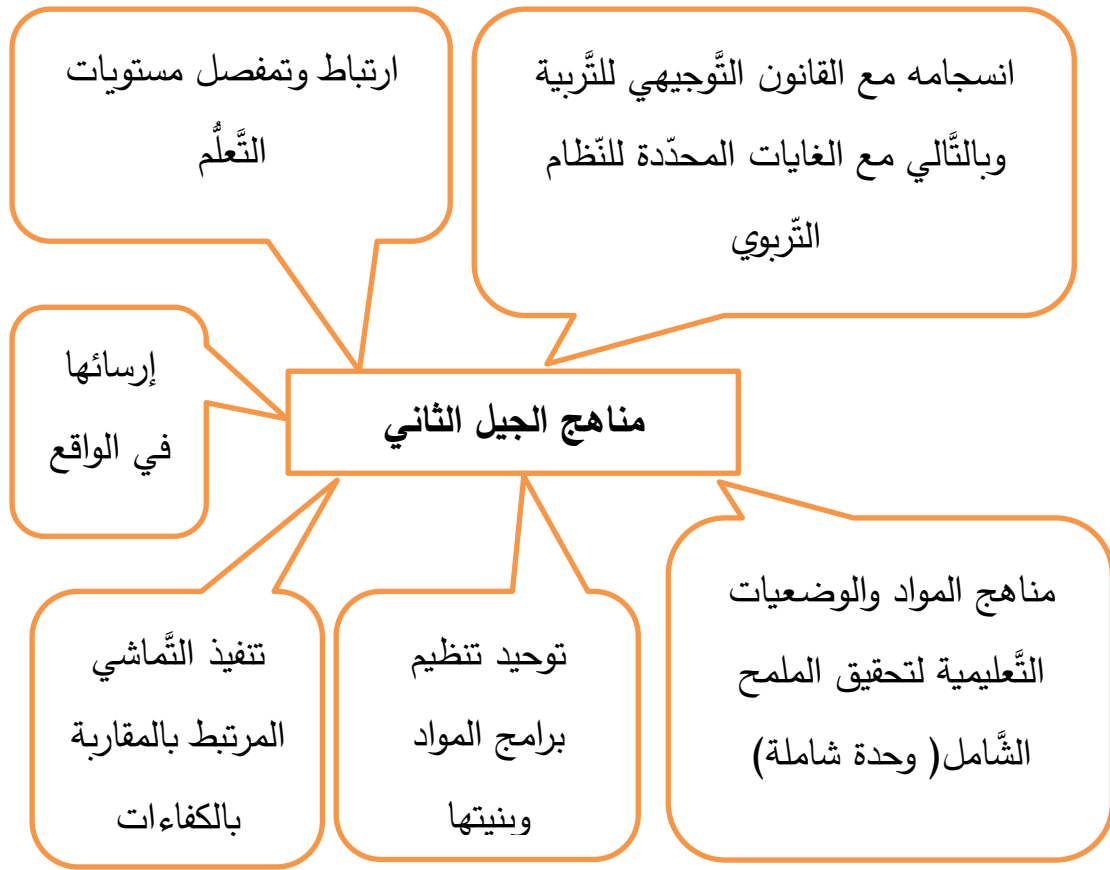 انسجامه مع القانون التَّوجيهي للتَّربية
وبالتَّالي مع الغايات المحدّدة للنّظام
التّربوي
ارتباط وتمفصل مستويات
التَّعلُّم
إرسائها
في الواقع
مناهج الجيل الثاني
مناهج المواد والوضعيات
التَّعليمية لتحقيق الملمح
الشَّامل( وحدة شاملة)
توحيد تنظيم
برامج المواد
وبنيتها
تنفيذ التَّماشي
المرتبط بالمقاربة
بالكفاءات